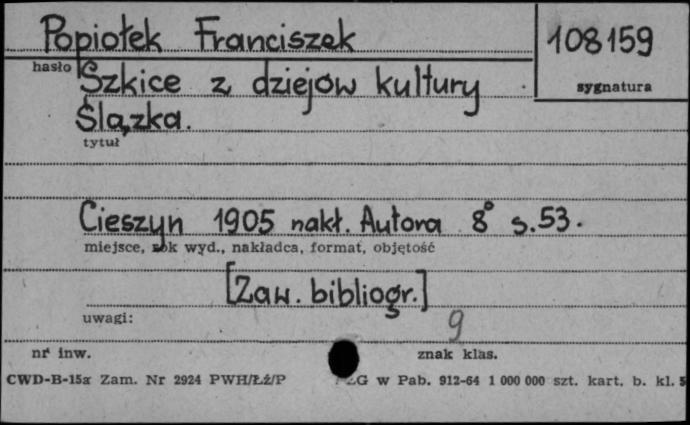 Popiołek Franciszek
108159
hasło
sygnatura
Szkice z dziejów kultury
Ślązka.
tytuł
Cieszyn 1905 nakł. Autora 8° s. 53.
miejsce, rok wyd., nakładca, format, objętość
[Zaw. bibliogr.]
uwagi:
9
nr inw.
znak klas.
CWD-B-15a Zam. Nr 2924 PWH/Łź/P
ZG w Pab. 912-64 1 000 000 szt. kart. b. kl. 5